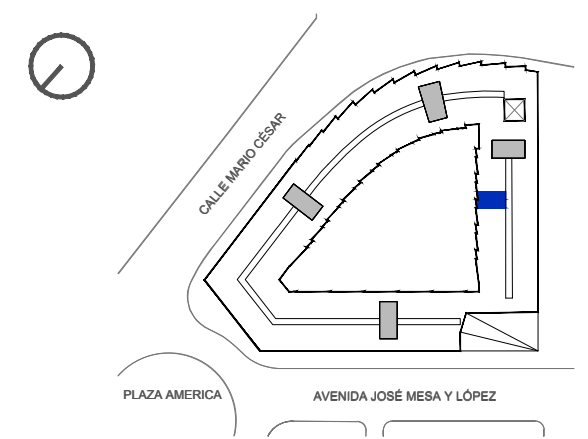 CALLE MARIO CÉSAR
PLAZA AMERICA
AVENIDA JOSÉ MESA Y LÓPEZ